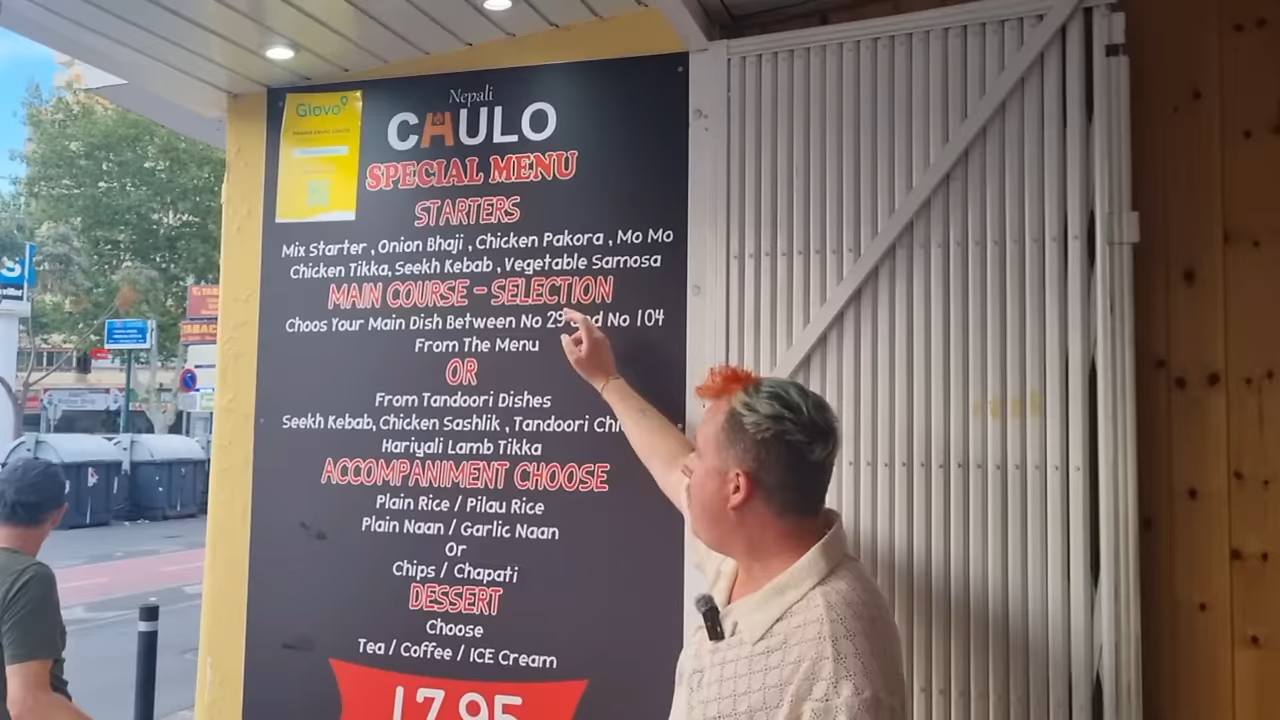 Glovo
Nepali
CHULO
SPECIAL MENU
STARTERS
Mix Starter , Onion Bhaji , Chicken Pakora , Mo Mo
Chicken Tikka, Seekh Kebab , Vegetable Samosa
MAIN COURSE - SELECTION
Choos Your Main Dish Between No 29 and No 104
From The Menu
OR
From Tandoori Dishes
Seekh Kebab, Chicken Sashlik , Tandoori
Hariyali Lamb Tikka
ACCOMPANIMENT CHOOSE
Plain Rice / Pilau Rice
Plain Naan / Garlic Naan
Or
Chips / Chapati
DESSERT
Choose
Tea / Coffee / ICE Cream
17.95